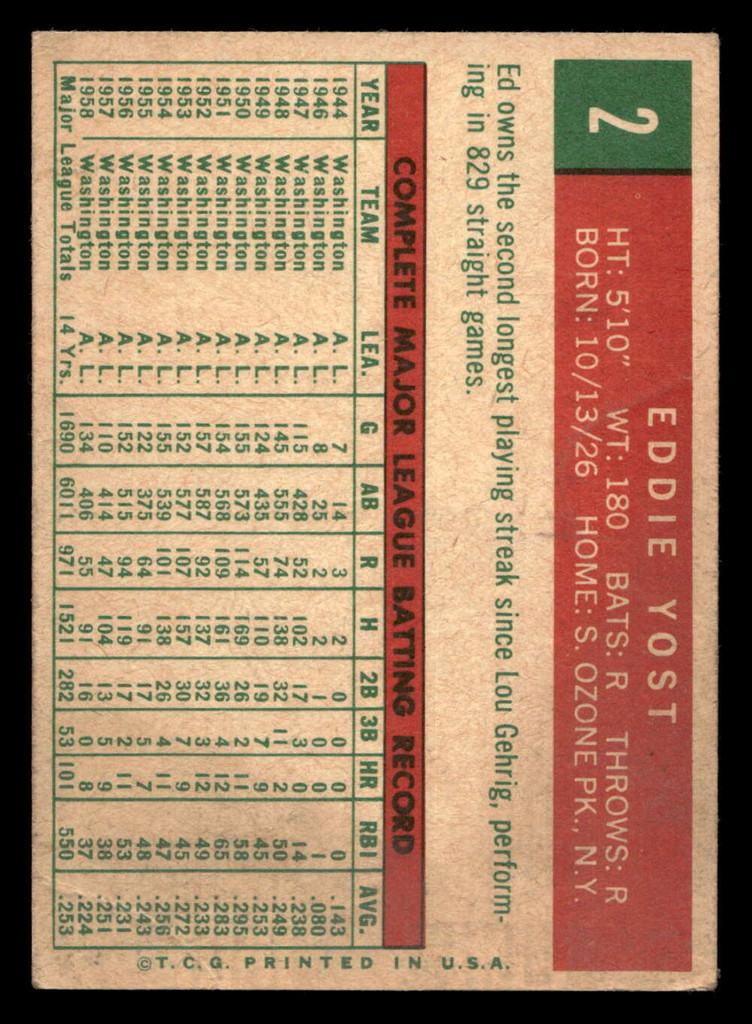 2
EDDIE YOST
HT: 5'10" WT: 180 BATS: R THROWS: R
BORN: 10/13/26 HOME: S. OZONE PK., N.Y.
Ed owns the second longest playing streak since Lou Gehrig, perform-
ing in 829 straight games.
COMPLETE MAJOR LEAGUE BATTING RECORD
YEAR TEAM LEA. G AB R H 2B 3B HR RBI AVG.
1944 Washington A. L. 7 14 3 2 0 0 0 0 .143
1946 Washington A. L. 8 25 2 2 1 0 0 1 .080
1947 Washington A. L. 115 428 52 102 17 3 0 14 .238
1948 Washington A. L. 145 555 74 138 32 11 2 50 .249
1949 Washington A. L. 124 435 57 110 19 7 9 45 .253
1950 Washington A. L. 155 573 114 169 26 2 11 58 .295
1951 Washington A. L. 154 568 109 161 36 4 12 65 .283
1952 Washington A. L. 157 587 92 137 32 3 12 49 .233
1953 Washington A. L. 152 577 107 157 30 7 9 45 .272
1954 Washington A. L. 155 539 101 138 26 4 11 47 .256
1955 Washington A. L. 122 375 64 91 17 5 7 48 .243
1956 Washington A. L. 152 515 94 119 17 2 11 53 .231
1957 Washington A. L. 110 414 47 104 13 5 9 38 .251
1958 Washington A. L. 134 406 55 91 16 0 8 37 .224
Major League Totals 14 Yrs. 1690 6011 971 1521 282 53 101 550 .253
©T.C.G. PRINTED IN U.S.A.